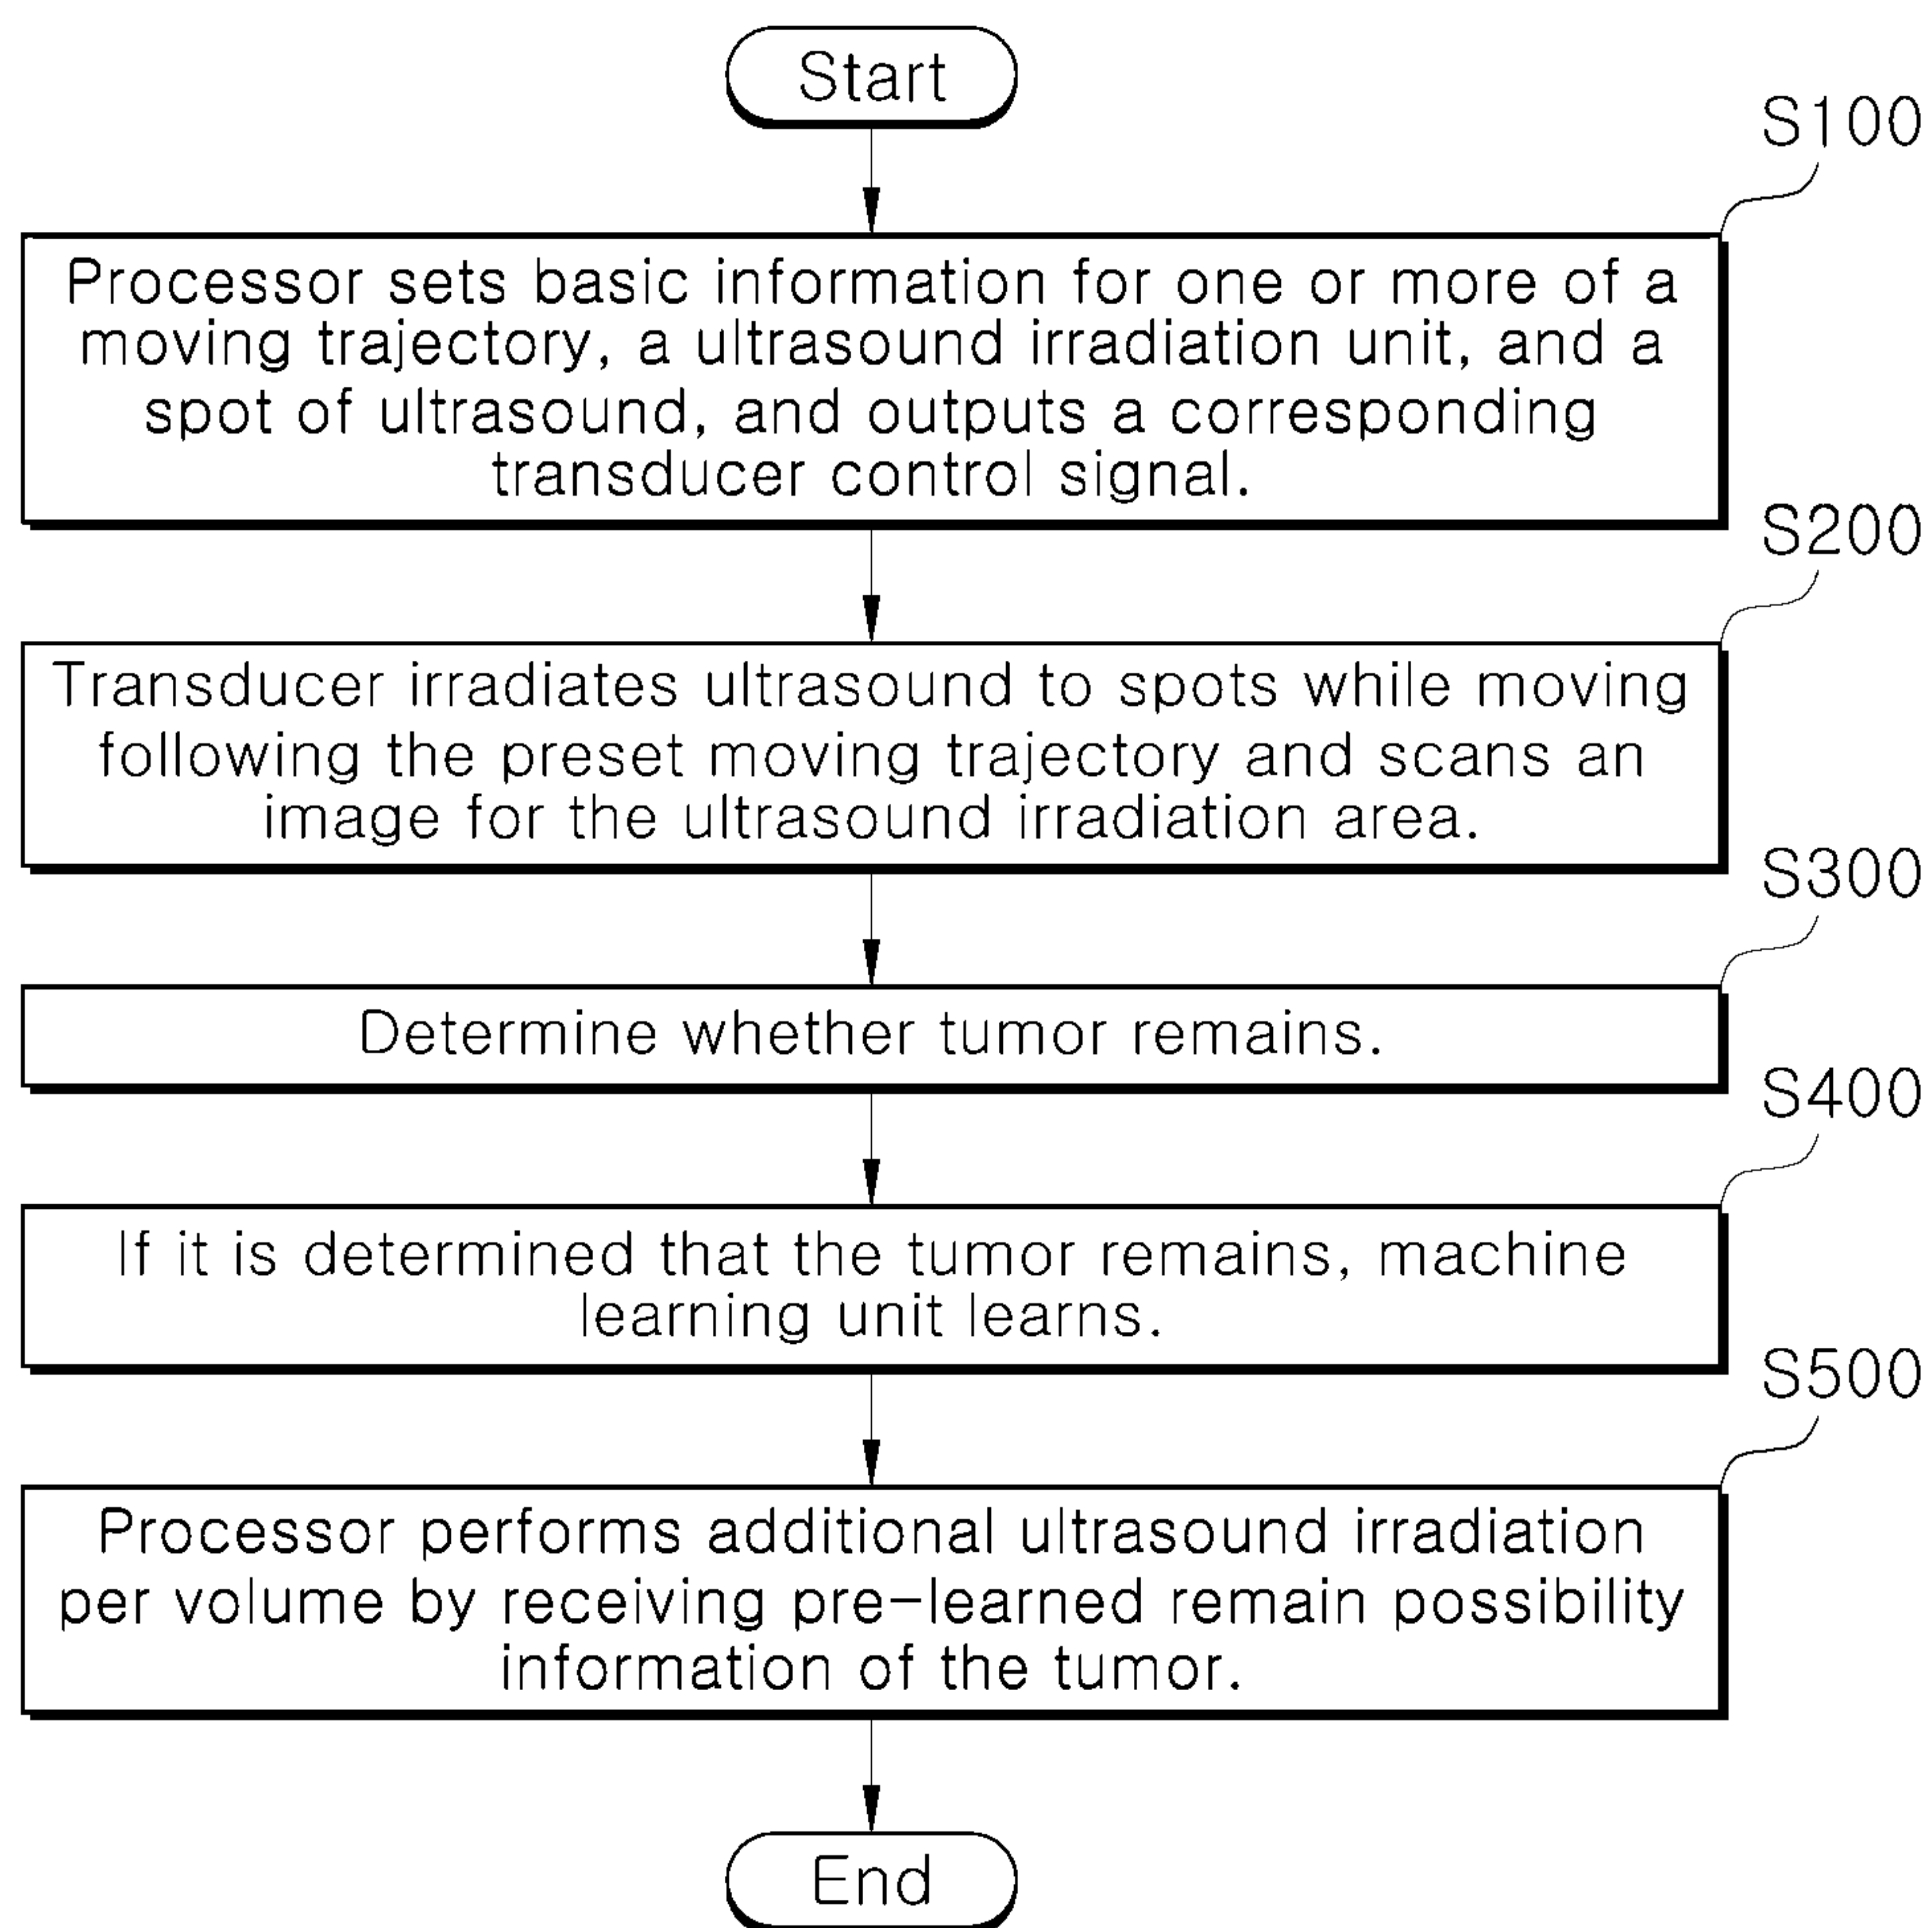 Start
S100
Processor sets basic information for one or more of a
moving trajectory, a ultrasound irradiation unit, and a
spot of ultrasound, and outputs a corresponding
transducer control signal.
S200
Transducer irradiates ultrasound to spots while moving
following the preset moving trajectory and scans an
image for the ultrasound irradiation area.
S300
Determine whether tumor remains.
S400
If it is determined that the tumor remains, machine
learning unit learns.
S500
Processor performs additional ultrasound irradiation
per volume by receiving pre-learned remain possibility
information of the tumor.
End